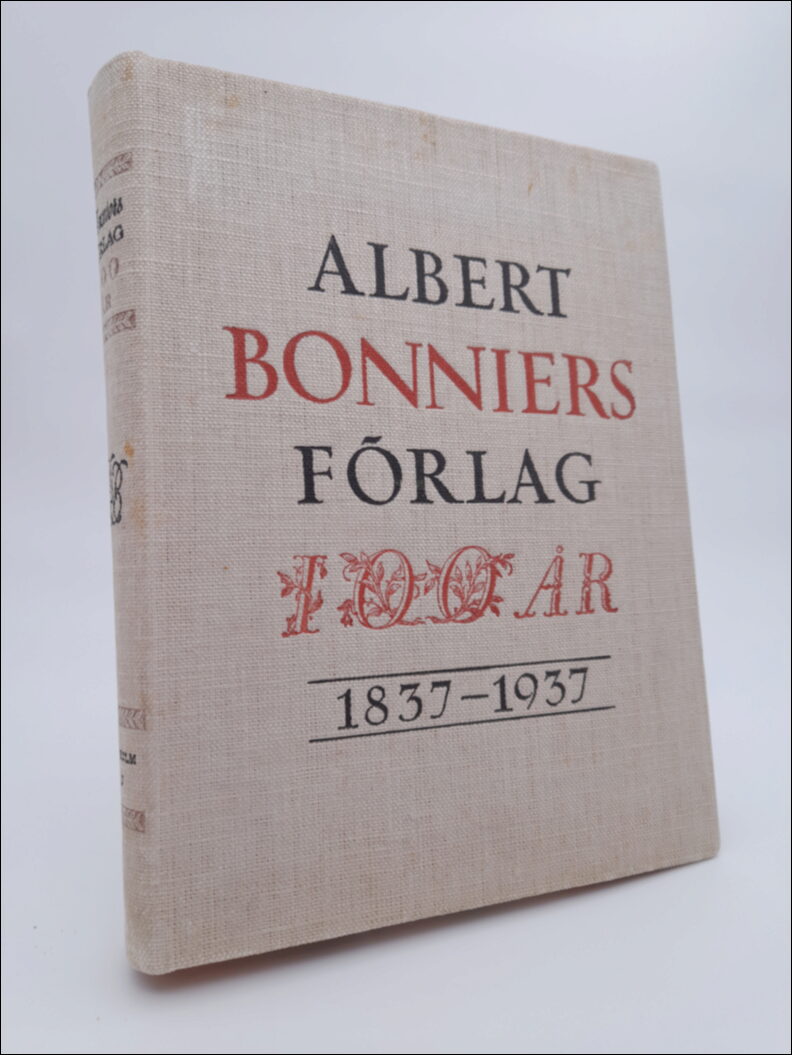 ALBERT
BONNIERS
FÖRLAG
100 ÅR
1837–1937